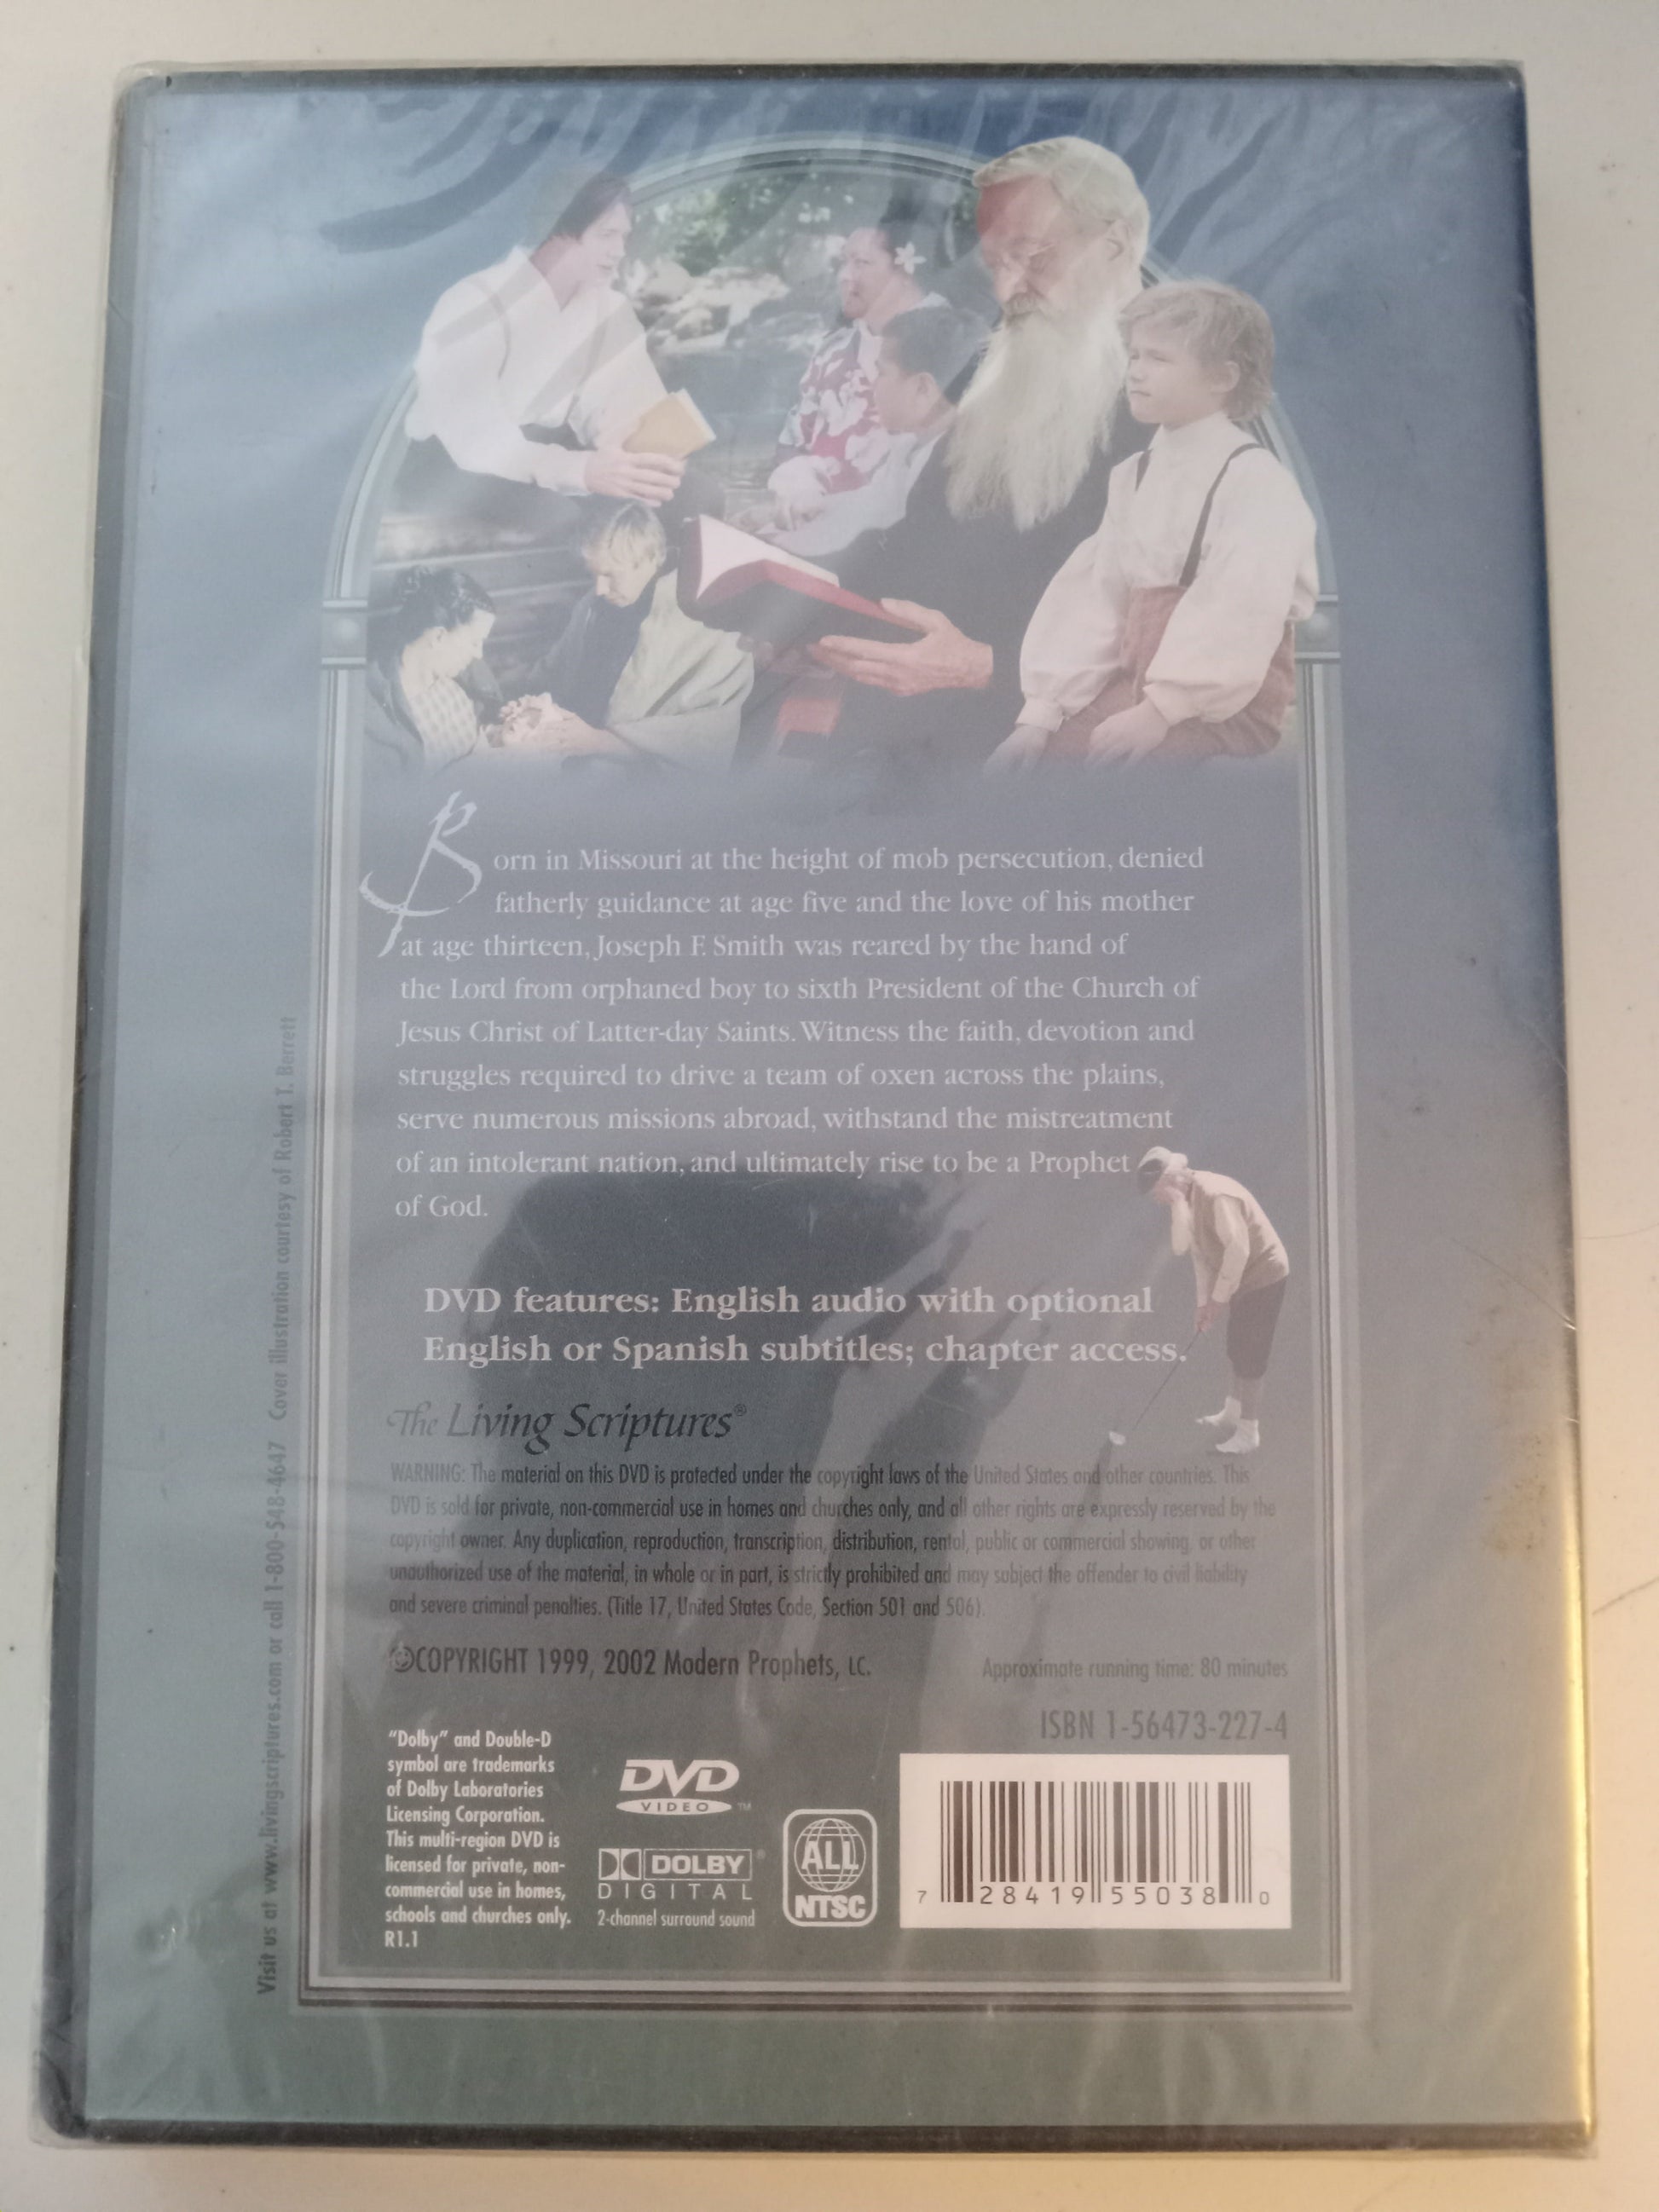 Born in Missouri at the height of mob persecution, denied
fatherly guidance at age five and the love of his mother
at age thirteen, Joseph F. Smith was reared by the hand of
the Lord from orphaned boy to sixth President of the Church of
Jesus Christ of Latter-day Saints. Witness the faith, devotion and
struggles required to drive a team of oxen across the plains,
serve numerous missions abroad, withstand the mistreatment
of an intolerant nation, and ultimately rise to be a Prophet
of God.
DVD features: English audio with optional
English or Spanish subtitles; chapter access.
The Living Scriptures®
WARNING: The material on this DVD is protected under the copyright laws of the United States and other countries. This
DVD is sold for private, non-commercial use in homes and churches only, and all other rights are expressly reserved by the
copyright owner. Any duplication, reproduction, transcription, distribution, rental, public or commercial showing, or other
unauthorized use of the material, in whole or in part, is strictly prohibited and may subject the offender to civil liability
and severe criminal penalties. (Title 17, United States Code, Section 501 and 506).
©COPYRIGHT 1999, 2002 Modern Prophets, LC.
Approximate running time: 80 minutes
ISBN 1-56473-227-4
"Dolby" and Double-D
symbol are trademarks
of Dolby Laboratories
Licensing Corporation.
This multi-region DVD is
licensed for private, non-
commercial use in homes,
schools and churches only.
R1.1
DVD
VIDEO ™
DOLBY ®
DIGITAL
2-channel surround sound
ALL
NTSC
7 28419 55038 0
Visit us at www.livingscriptures.com or call 1-800-548-4647 Cover illustration courtesy of Robert T. Berrett